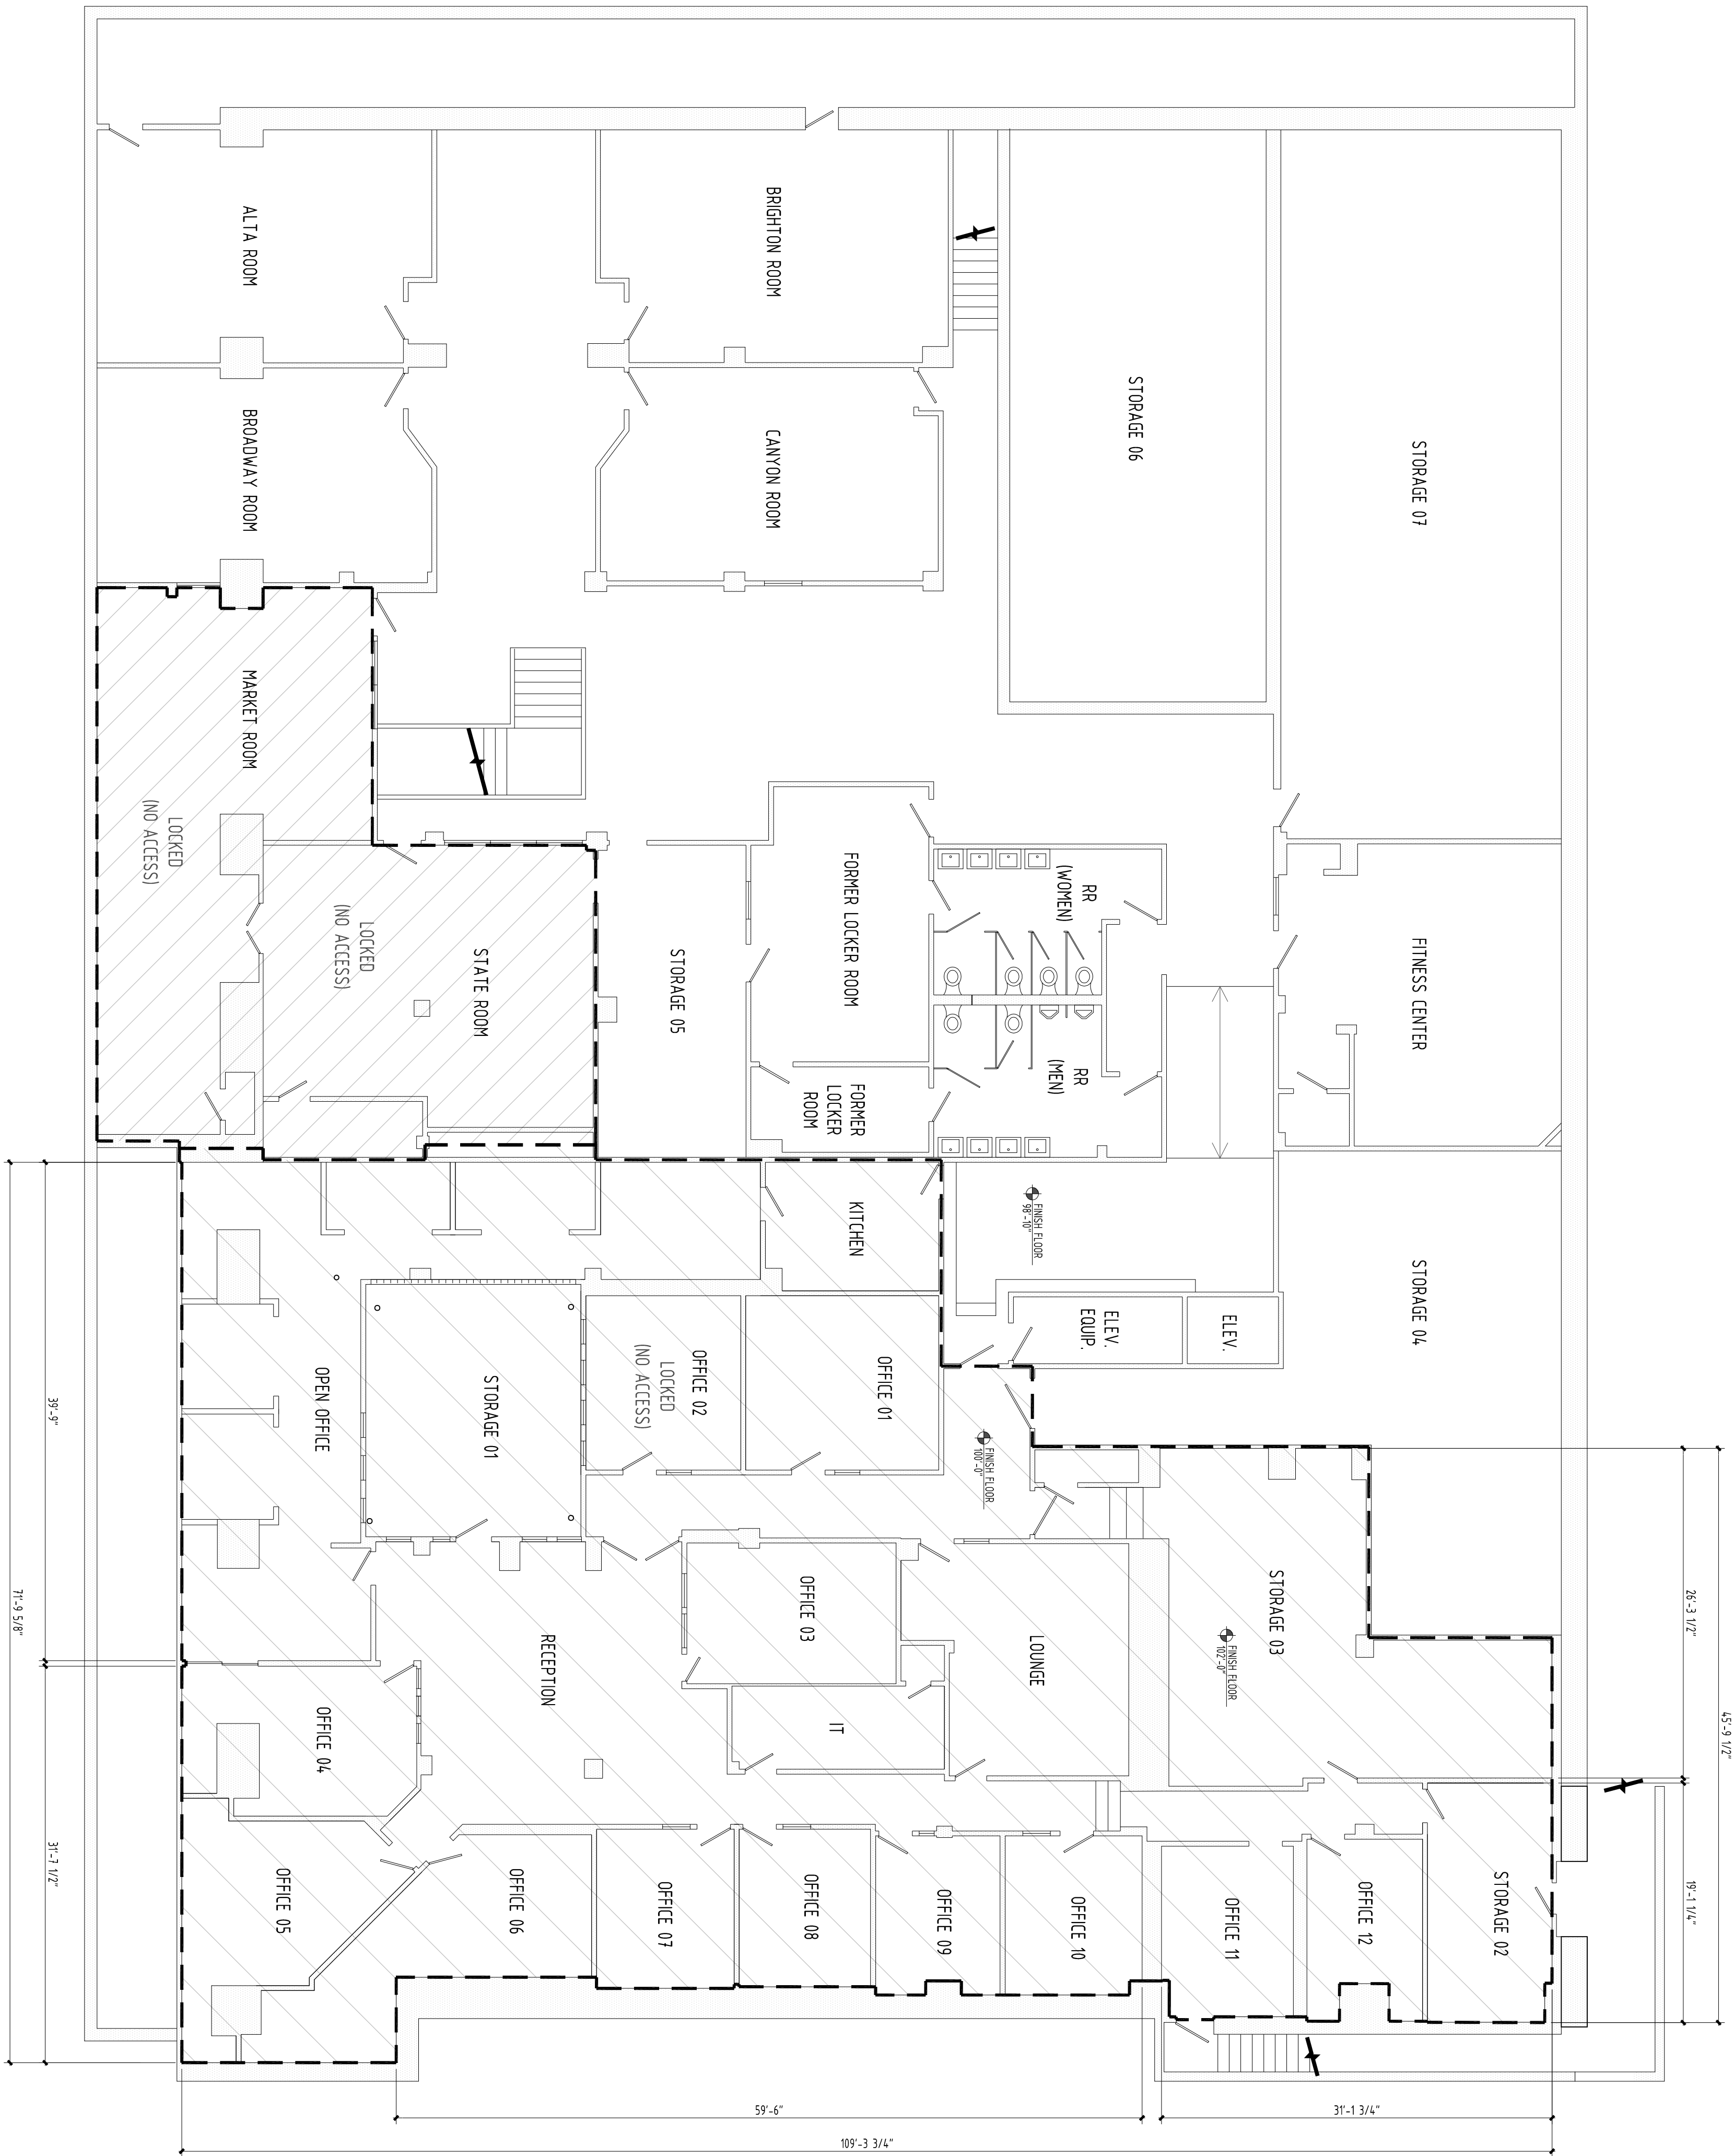 ALTA ROOM
BRIGHTON ROOM
BROADWAY ROOM
CANYON ROOM
STORAGE 06
STORAGE 07
MARKET ROOM
LOCKED
(NO ACCESS)
STATE ROOM
LOCKED
(NO ACCESS)
STORAGE 05
FORMER LOCKER ROOM
FORMER
LOCKER
ROOM
RR
(WOMEN)
RR
(MEN)
FITNESS CENTER
STORAGE 04
ELEV.
ELEV.
EQUIP.
FINISH FLOOR
98'-10"
KITCHEN
OPEN OFFICE
STORAGE 01
OFFICE 02
LOCKED
(NO ACCESS)
OFFICE 01
FINISH FLOOR
100'-0"
STORAGE 03
FINISH FLOOR
102'-0"
OFFICE 03
LOUNGE
RECEPTION
IT
OFFICE 04
OFFICE 05
OFFICE 06
OFFICE 07
OFFICE 08
OFFICE 09
OFFICE 10
OFFICE 11
OFFICE 12
STORAGE 02
39'-9"
31'-7 1/2"
71'-9 5/8"
26'-3 1/2"
19'-1 1/4"
45'-9 1/2"
59'-6"
31'-1 3/4"
109'-3 3/4"